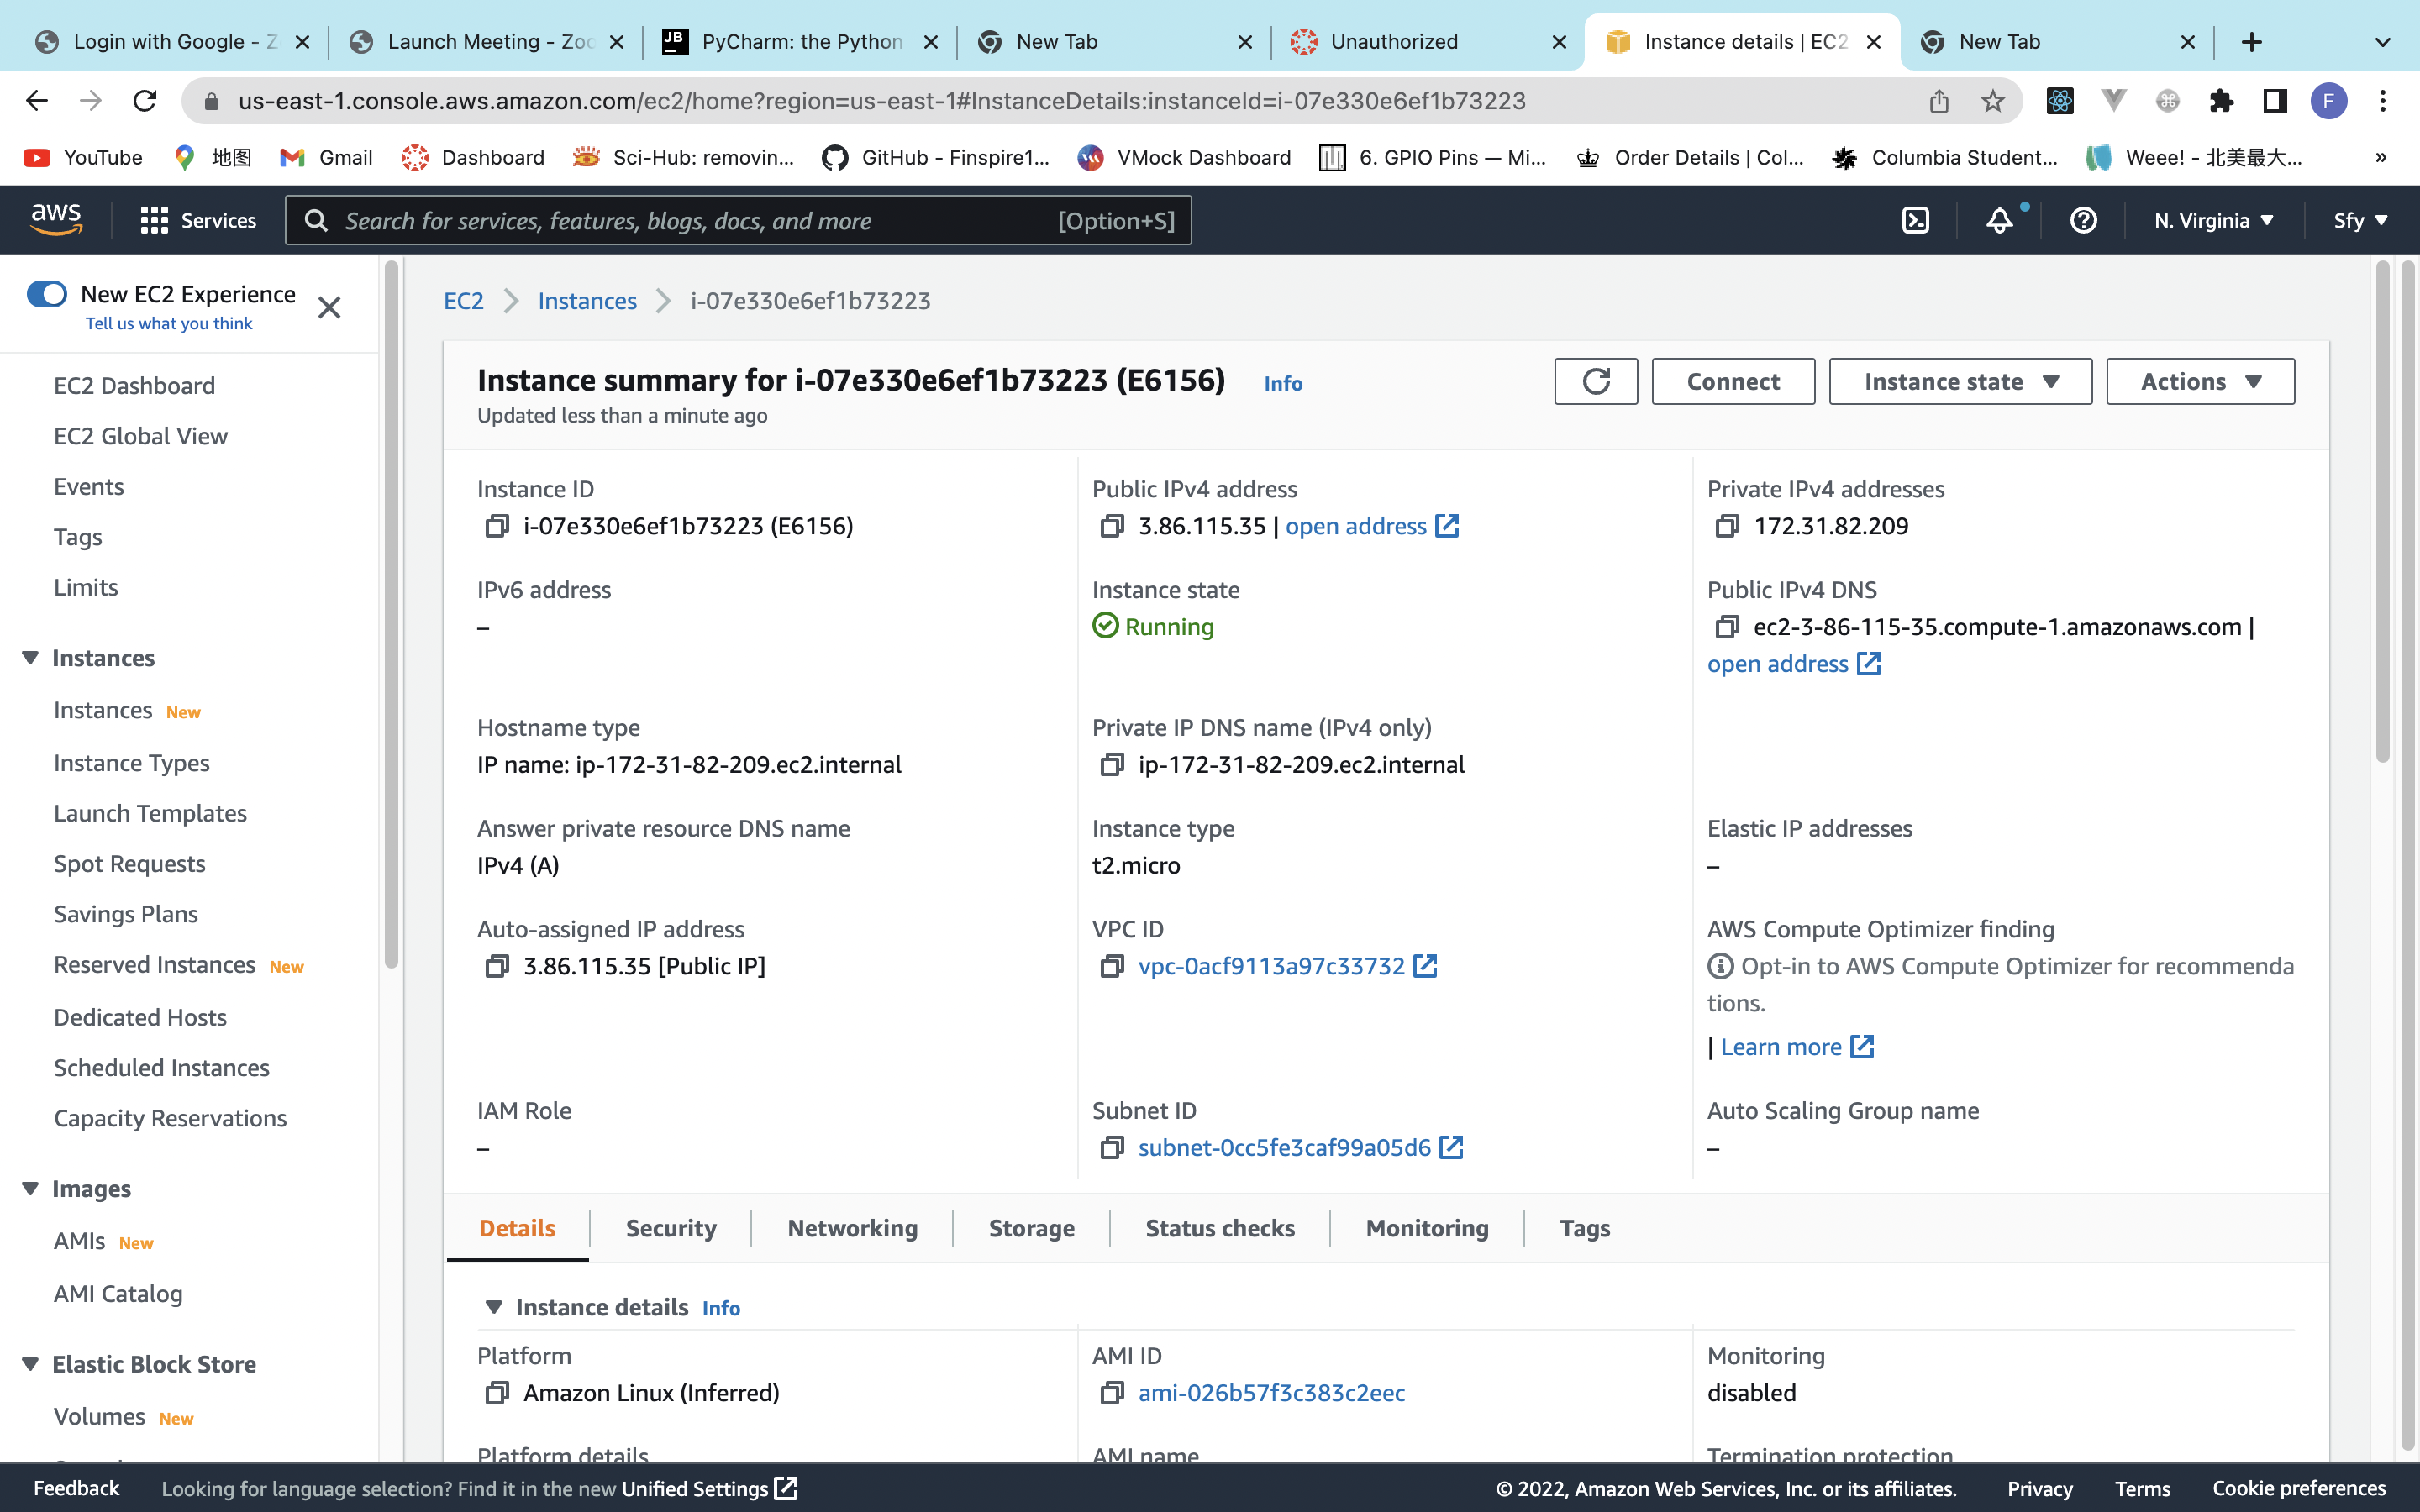 Login with Google - Z
Launch Meeting - Zoo
JB PyCharm: the Python
New Tab
Unauthorized
Instance details | EC2
New Tab
us-east-1.console.aws.amazon.com/ec2/home?region=us-east-1#InstanceDetails:instanceId=i-07e330e6ef1b73223
F
YouTube
地图
Gmail
Dashboard
Sci-Hub: removin...
GitHub - Finspire1...
VMock Dashboard
6. GPIO Pins — Mi...
Order Details | Col...
Columbia Student...
Weee! - 北美最大...
»
aws
Services
Search for services, features, blogs, docs, and more [Option+S]
N. Virginia
Sfy
New EC2 Experience
Tell us what you think
EC2 Dashboard
EC2 Global View
Events
Tags
Limits
Instances
Instances New
Instance Types
Launch Templates
Spot Requests
Savings Plans
Reserved Instances New
Dedicated Hosts
Scheduled Instances
Capacity Reservations
Images
AMIs New
AMI Catalog
Elastic Block Store
Volumes New
EC2 > Instances > i-07e330e6ef1b73223
Instance summary for i-07e330e6ef1b73223 (E6156) Info
Updated less than a minute ago
Connect
Instance state
Actions
Instance ID
i-07e330e6ef1b73223 (E6156)
Public IPv4 address
3.86.115.35 | open address
Private IPv4 addresses
172.31.82.209
IPv6 address
–
Instance state
Running
Public IPv4 DNS
ec2-3-86-115-35.compute-1.amazonaws.com |
open address
Hostname type
IP name: ip-172-31-82-209.ec2.internal
Private IP DNS name (IPv4 only)
ip-172-31-82-209.ec2.internal
Answer private resource DNS name
IPv4 (A)
Instance type
t2.micro
Elastic IP addresses
–
Auto-assigned IP address
3.86.115.35 [Public IP]
VPC ID
vpc-0acf9113a97c33732
AWS Compute Optimizer finding
Opt-in to AWS Compute Optimizer for recommenda
tions.
| Learn more
IAM Role
–
Subnet ID
subnet-0cc5fe3caf99a05d6
Auto Scaling Group name
–
Details
Security
Networking
Storage
Status checks
Monitoring
Tags
Instance details Info
Platform
Amazon Linux (Inferred)
AMI ID
ami-026b57f3c383c2eec
Monitoring
disabled
Platform details
AMI name
Termination protection
Feedback
Looking for language selection? Find it in the new Unified Settings
© 2022, Amazon Web Services, Inc. or its affiliates.
Privacy
Terms
Cookie preferences